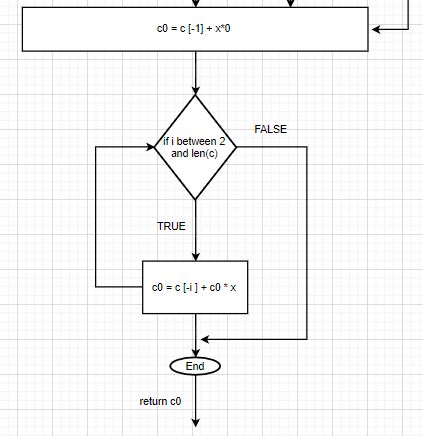 c0 = c [-1] + x*0
if i between 2
and len(c)
FALSE
TRUE
c0 = c [-i ] + c0 * x
End
return c0